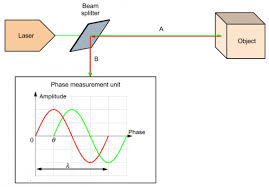 Beam
splitter
Laser
A
Object
B
Phase measurement unit
Amplitude
Phase
0
θ
λ